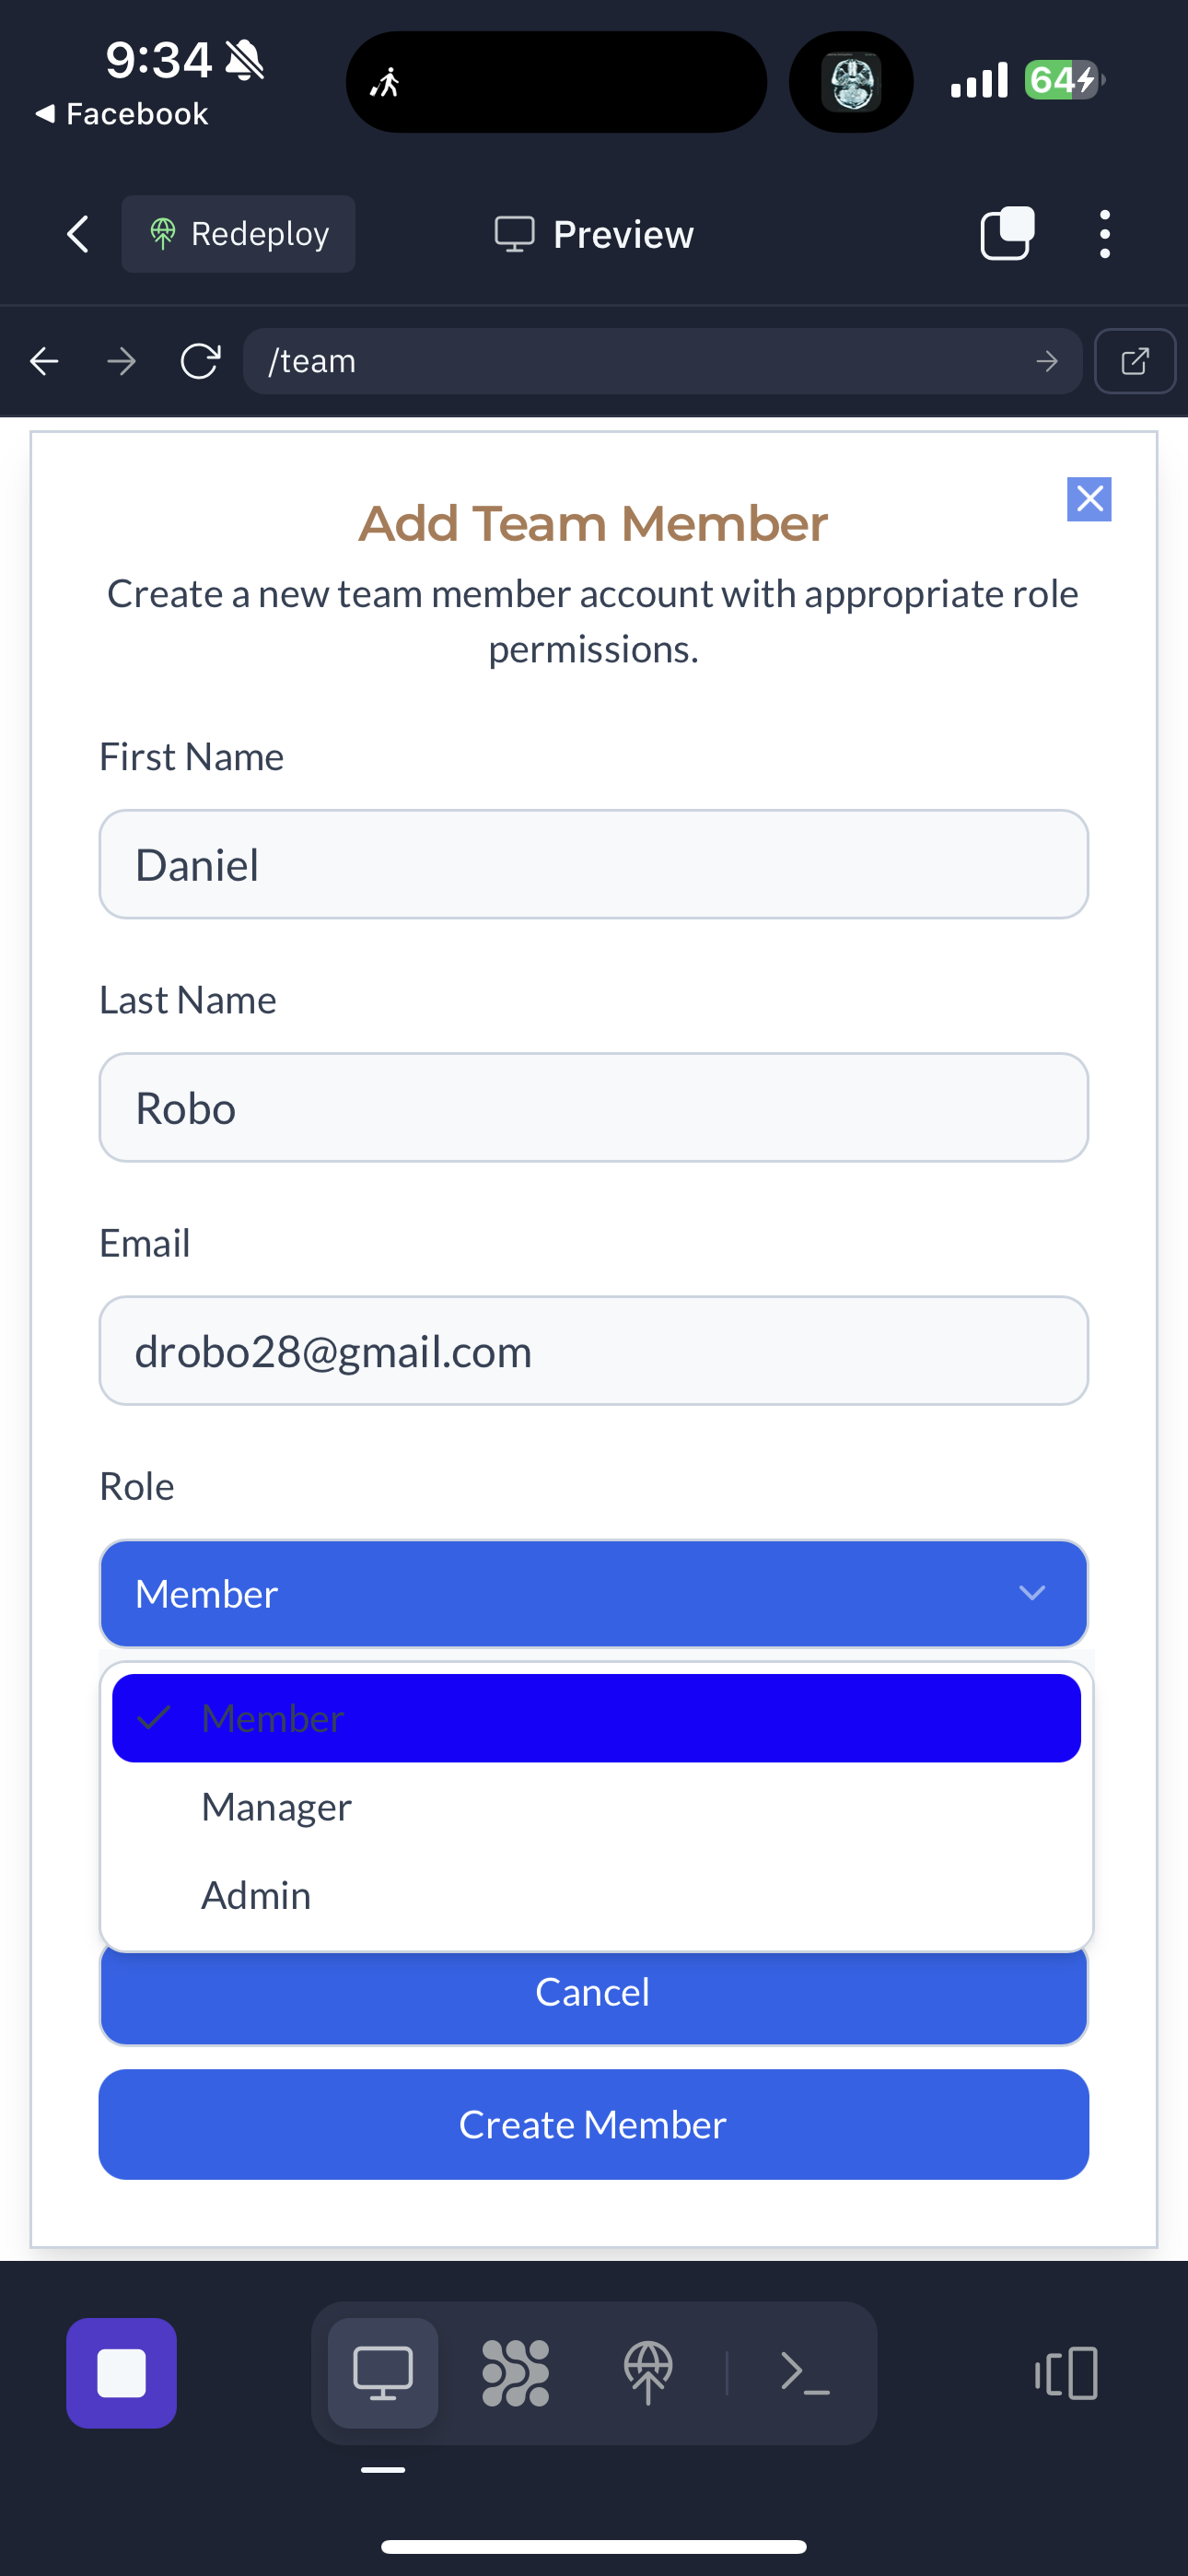 9:34
Facebook
64
Redeploy
Preview
/team
Add Team Member
Create a new team member account with appropriate role
permissions.
First Name
Daniel
Last Name
Robo
Email
drobo28@gmail.com
Role
Member
Member
Manager
Admin
Cancel
Create Member